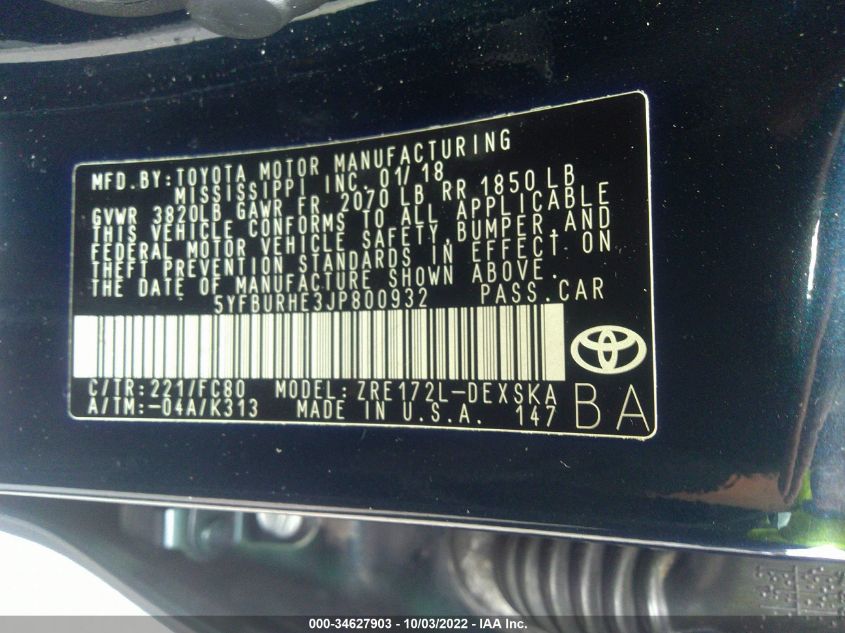 MFD.BY:TOYOTA MOTOR MANUFACTURING
MISSISSIPPI INC. 01/18
GVWR 3820LB GAWR FR 2070 LB RR 1850 LB
THIS VEHICLE CONFORMS TO ALL APPLICABLE
FEDERAL MOTOR VEHICLE SAFETY,BUMPER,AND
THEFT PREVENTION STANDARDS IN EFFECT ON
THE DATE OF MANUFACTURE SHOWN ABOVE.
5YFBURHE3JP800932 PASS.CAR
C/TR:221/FC80 MODEL:ZRE172L-DEXSKA
A/TM:-04A/K313 MADE IN U.S.A. 147 BA
000-34627903 - 10/03/2022 - IAA Inc.